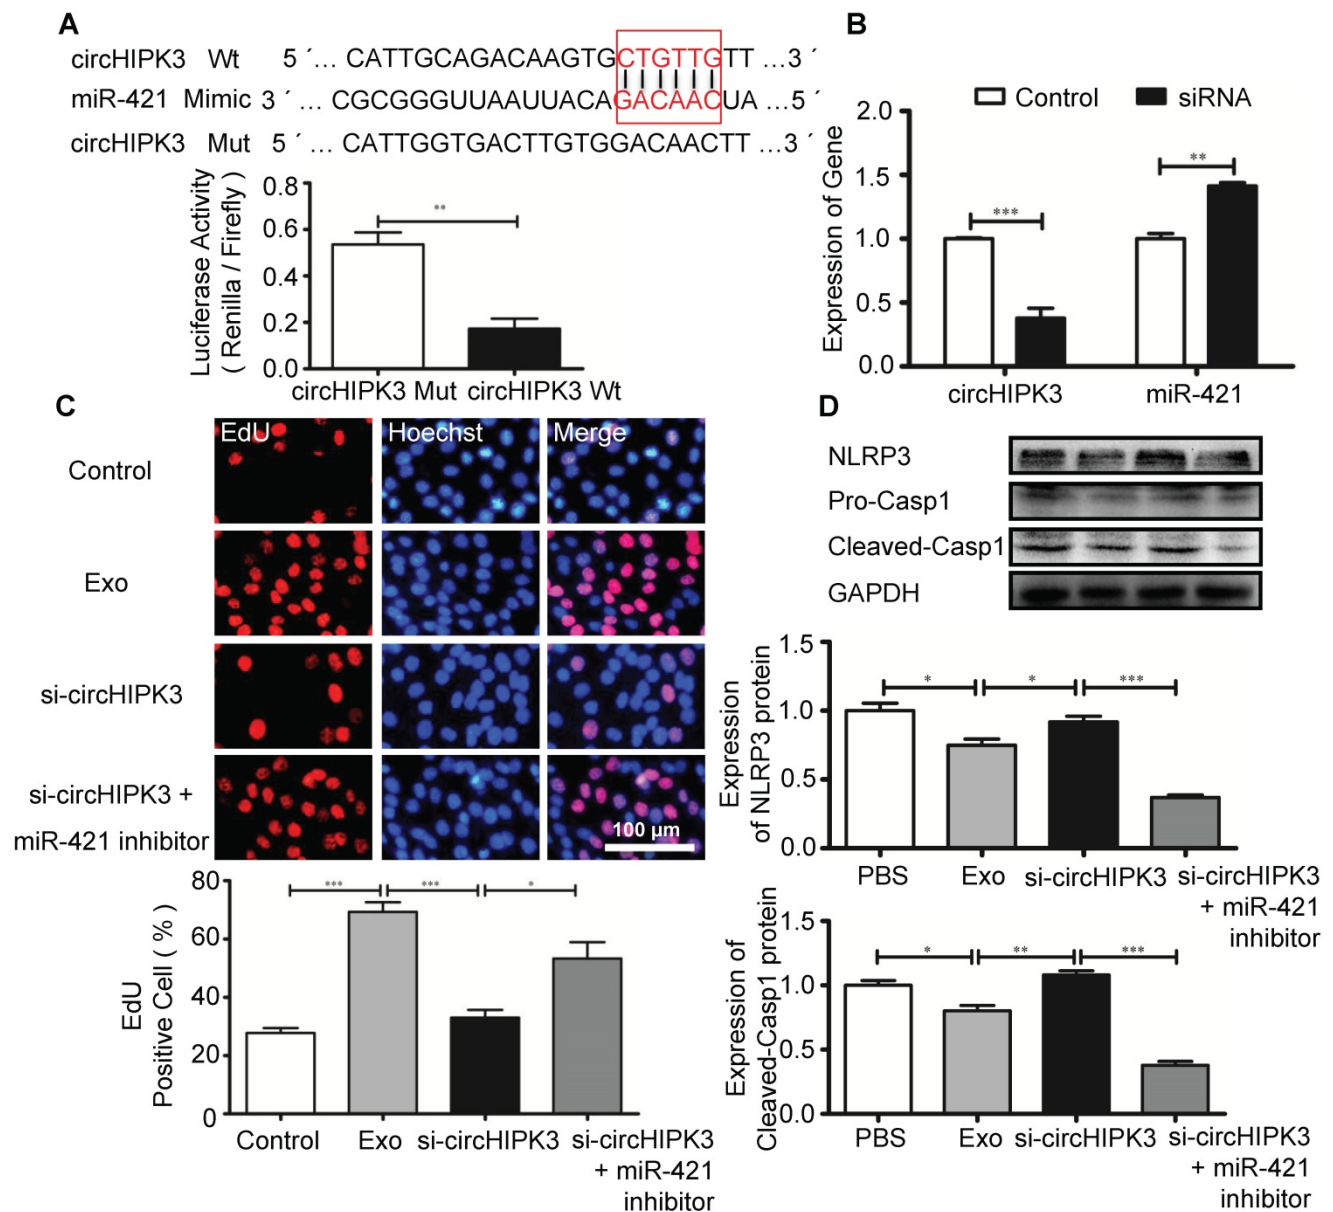 A
circHIPK3 Wt 5 ´ ... CATTGCAGACAAGTGCTGTTGTT ...3 ´
miR-421 Mimic 3 ´ ... CGCGGGUUAAUUACAGACAACUA ...5 ´
circHIPK3 Mut 5 ´ ... CATTGGTGACTTGTGGACAACTT ...3 ´
Luciferase Activity
( Renilla / Firefly )
0.8
0.6
0.4
0.2
0.0
**
circHIPK3 Mut circHIPK3 Wt
B
Control siRNA
Expression of Gene
2.0
1.5
1.0
0.5
0.0
***
**
circHIPK3 miR-421
C
EdU Hoechst Merge
Control
Exo
si-circHIPK3
si-circHIPK3 +
miR-421 inhibitor
100 µm
EdU
Positive Cell ( % )
80
60
40
20
0
*** *** *
Control Exo si-circHIPK3 si-circHIPK3
+ miR-421
inhibitor
D
NLRP3
Pro-Casp1
Cleaved-Casp1
GAPDH
Expression
of NLRP3 protein
1.5
1.0
0.5
0.0
* * ***
PBS Exo si-circHIPK3 si-circHIPK3
+ miR-421
inhibitor
Expression of
Cleaved-Casp1 protein
1.5
1.0
0.5
0.0
* ** ***
PBS Exo si-circHIPK3 si-circHIPK3
+ miR-421
inhibitor